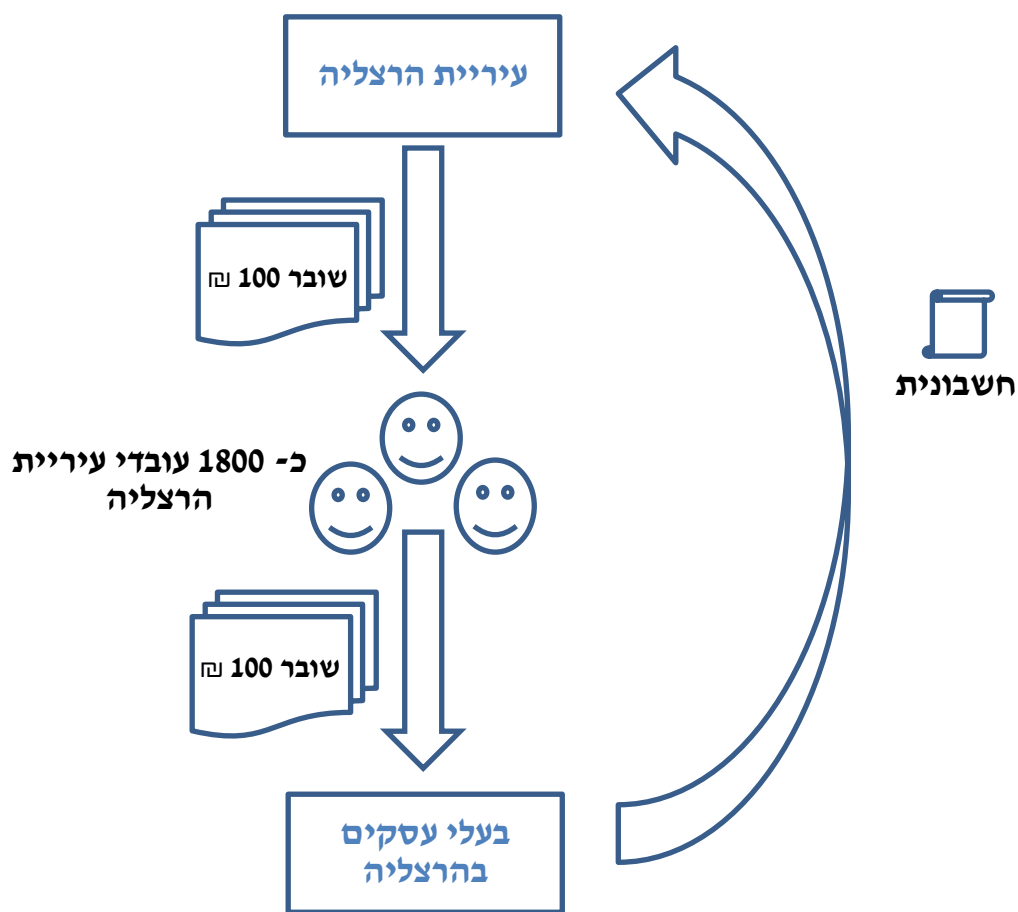 עיריית הרצליה
שובר 100 ₪
חשבונית
כ- 1800 עובדי עיריית
הרצליה
שובר 100 ₪
בעלי עסקים
בהרצליה